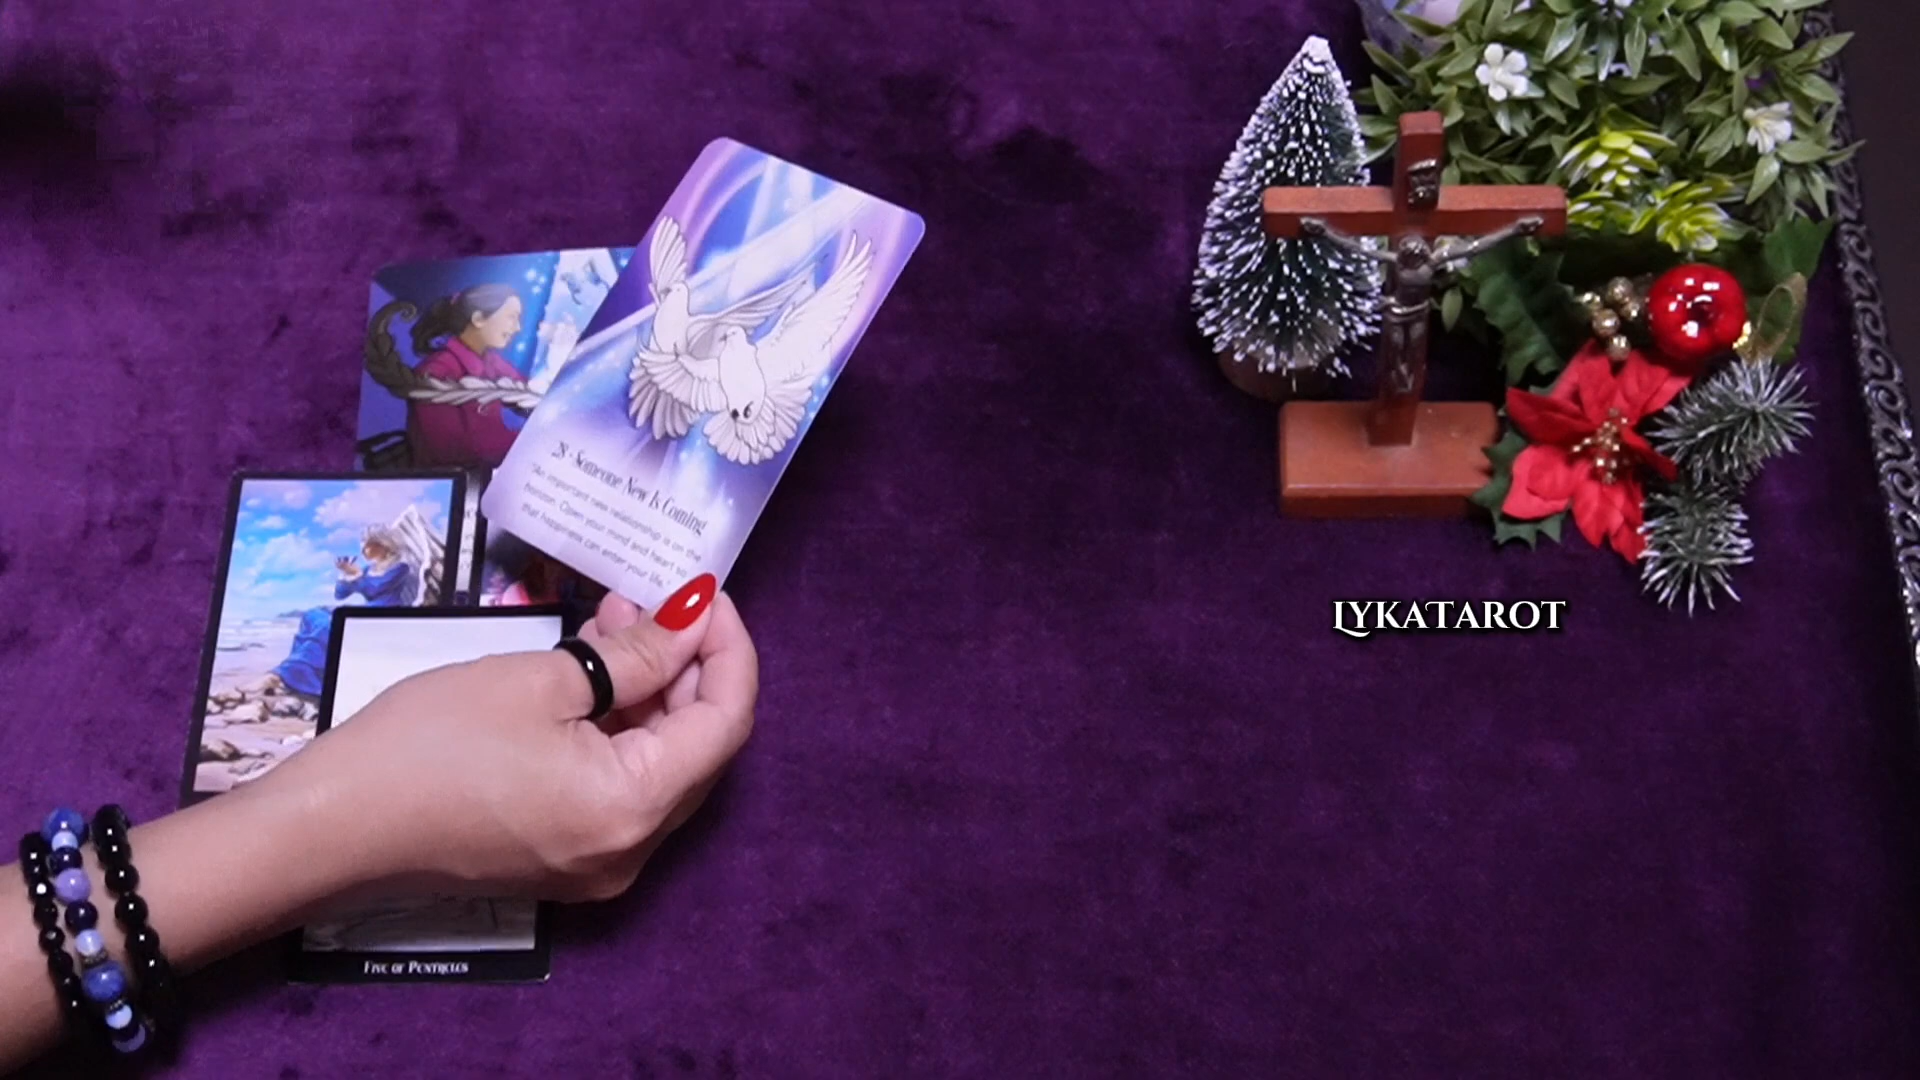 28 · Someone New Is Coming
"An important new relationship is on the
horizon. Open your mind and heart so
that happiness can enter your life."
LYKATAROT
Five of Pentacles